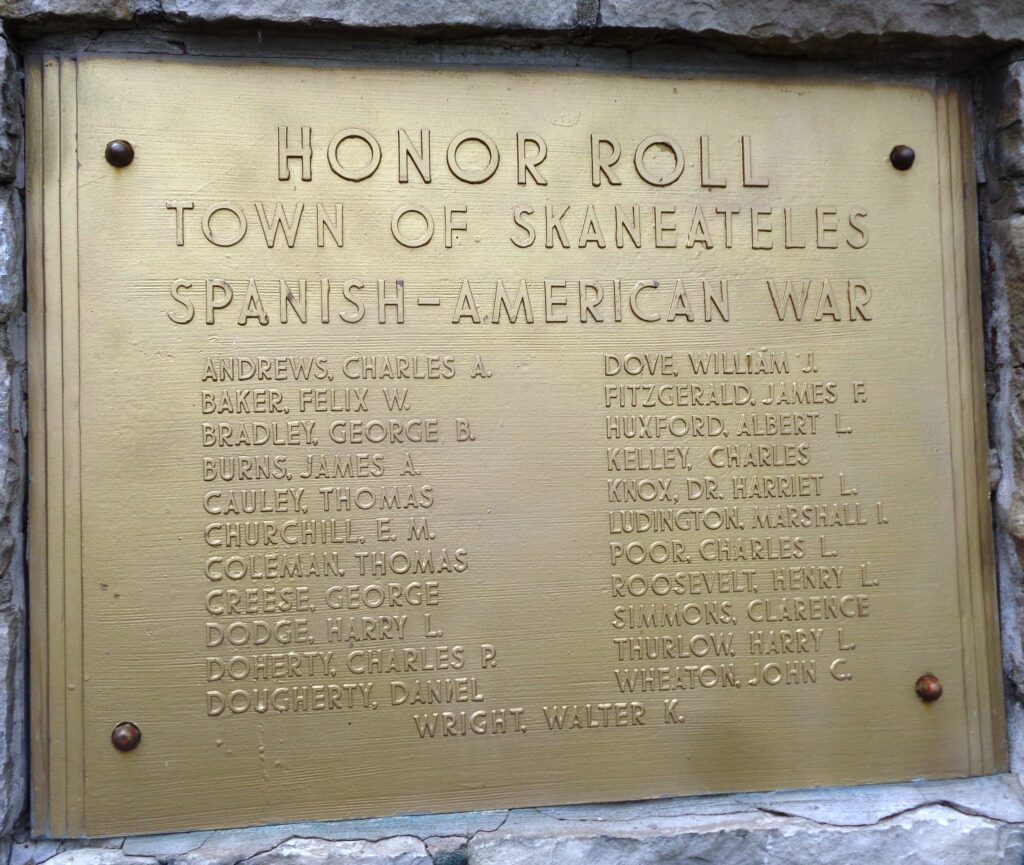 HONOR ROLL
TOWN OF SKANEATELES
SPANISH-AMERICAN WAR
ANDREWS, CHARLES A.
BAKER, FELIX W.
BRADLEY, GEORGE B.
BURNS, JAMES A.
CAULEY, THOMAS
CHURCHILL, E. M.
COLEMAN, THOMAS
CREESE, GEORGE
DODGE, HARRY L.
DOHERTY, CHARLES P.
DOUGHERTY, DANIEL
DOVE, WILLIAM J.
FITZGERALD, JAMES F.
HUXFORD, ALBERT L.
KELLEY, CHARLES
KNOX, DR. HARRIET L.
LUDINGTON, MARSHALL I.
POOR, CHARLES L.
ROOSEVELT, HENRY L.
SIMMONS, CLARENCE
THURLOW, HARRY L.
WHEATON, JOHN C.
WRIGHT, WALTER K.